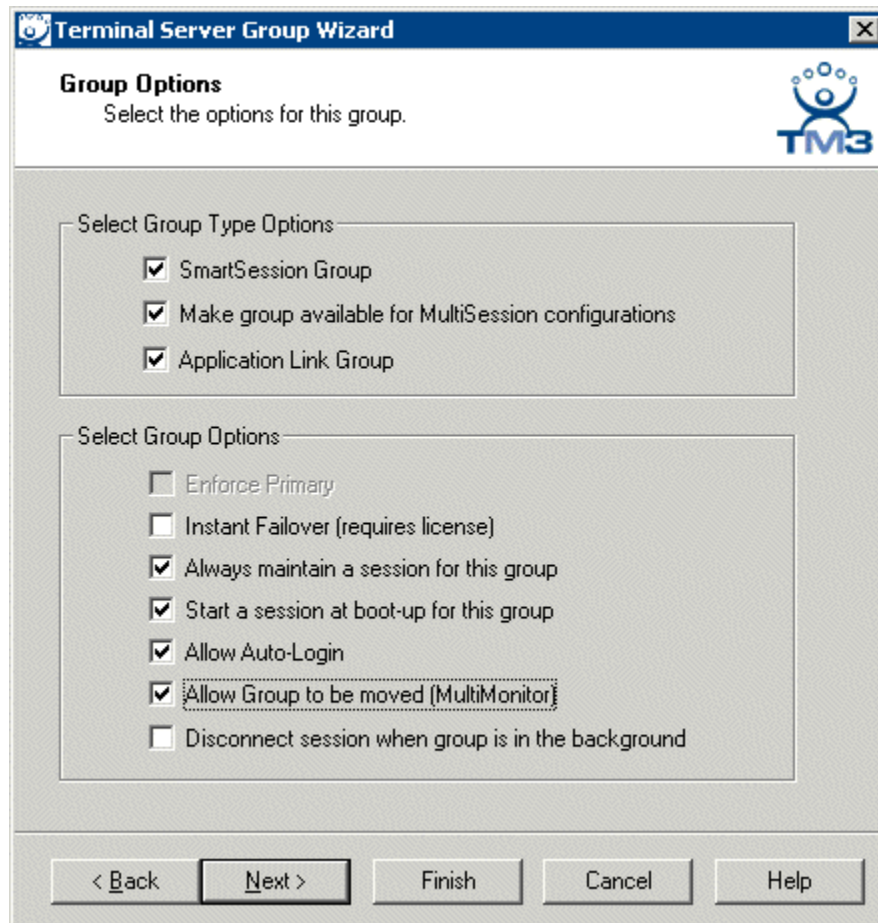 Terminal Server Group Wizard
Group Options
Select the options for this group.
TM3
Select Group Type Options
SmartSession Group
Make group available for MultiSession configurations
Application Link Group
Select Group Options
Enforce Primary
Instant Failover (requires license)
Always maintain a session for this group
Start a session at boot-up for this group
Allow Auto-Login
Allow Group to be moved (MultiMonitor)
Disconnect session when group is in the background
< Back Next > Finish Cancel Help